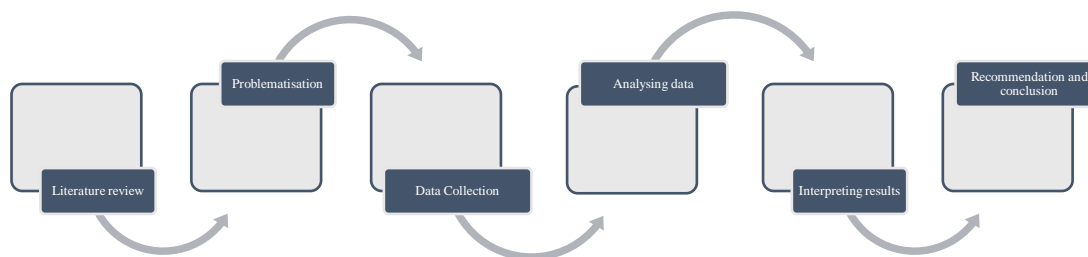 Literature review
Problematisation
Data Collection
Analysing data
Interpreting results
Recommendation and
conclusion